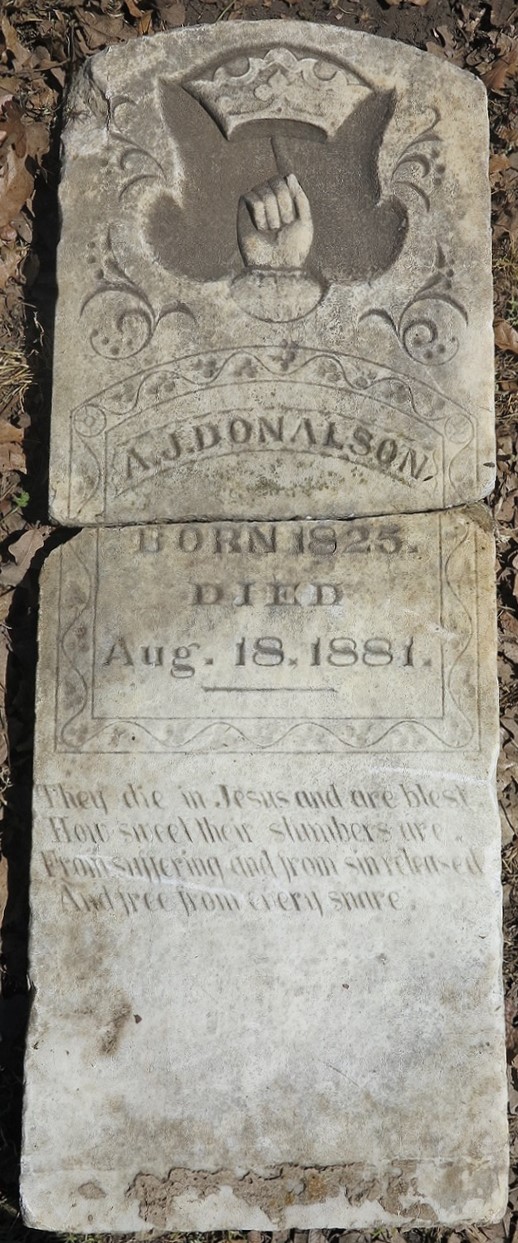 A. J. DONALSON
BORN 1825.
DIED
Aug. 18. 1881.
They die in Jesus and are blest
How sweet their slumbers are.
From suffering and from sin released
And free from every snare.